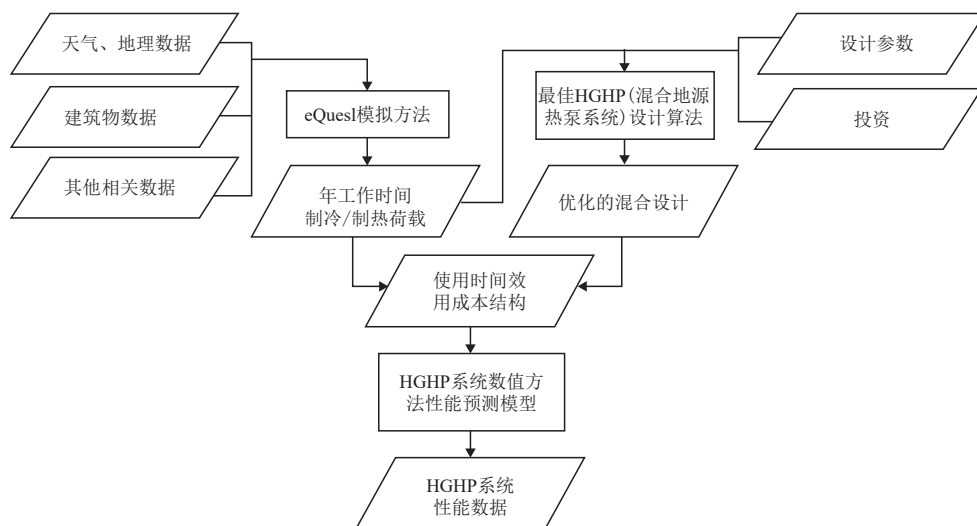 天气、地理数据
建筑物数据
其他相关数据
eQuesl模拟方法
年工作时间
制冷/制热荷载
最佳HGHP(混合地源
热泵系统)设计算法
优化的混合设计
设计参数
投资
使用时间效
用成本结构
HGHP系统数值方
法性能预测模型
HGHP系统
性能数据